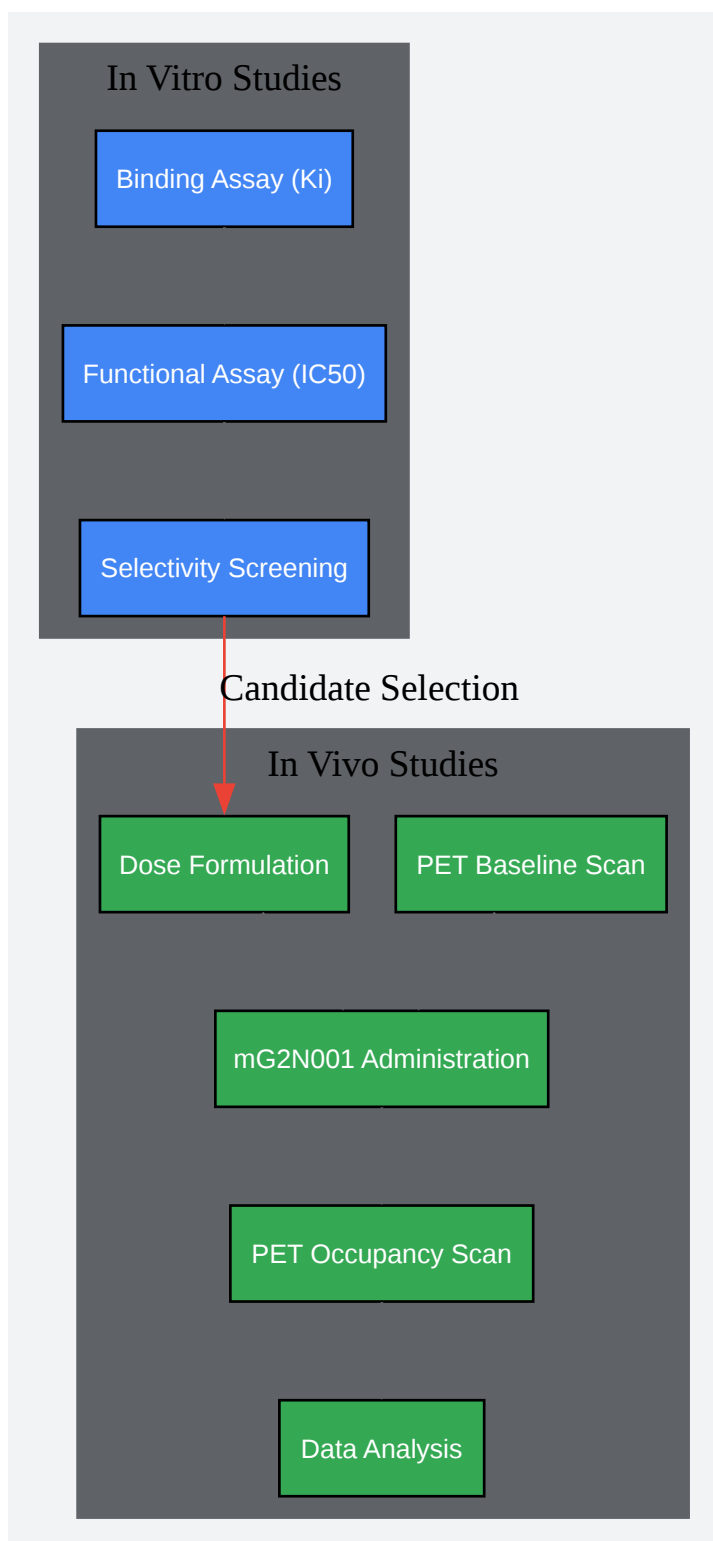 In Vitro Studies
Binding Assay (Ki)
Functional Assay (IC50)
Selectivity Screening
Candidate Selection
In Vivo Studies
Dose Formulation
PET Baseline Scan
mG2N001 Administration
PET Occupancy Scan
Data Analysis